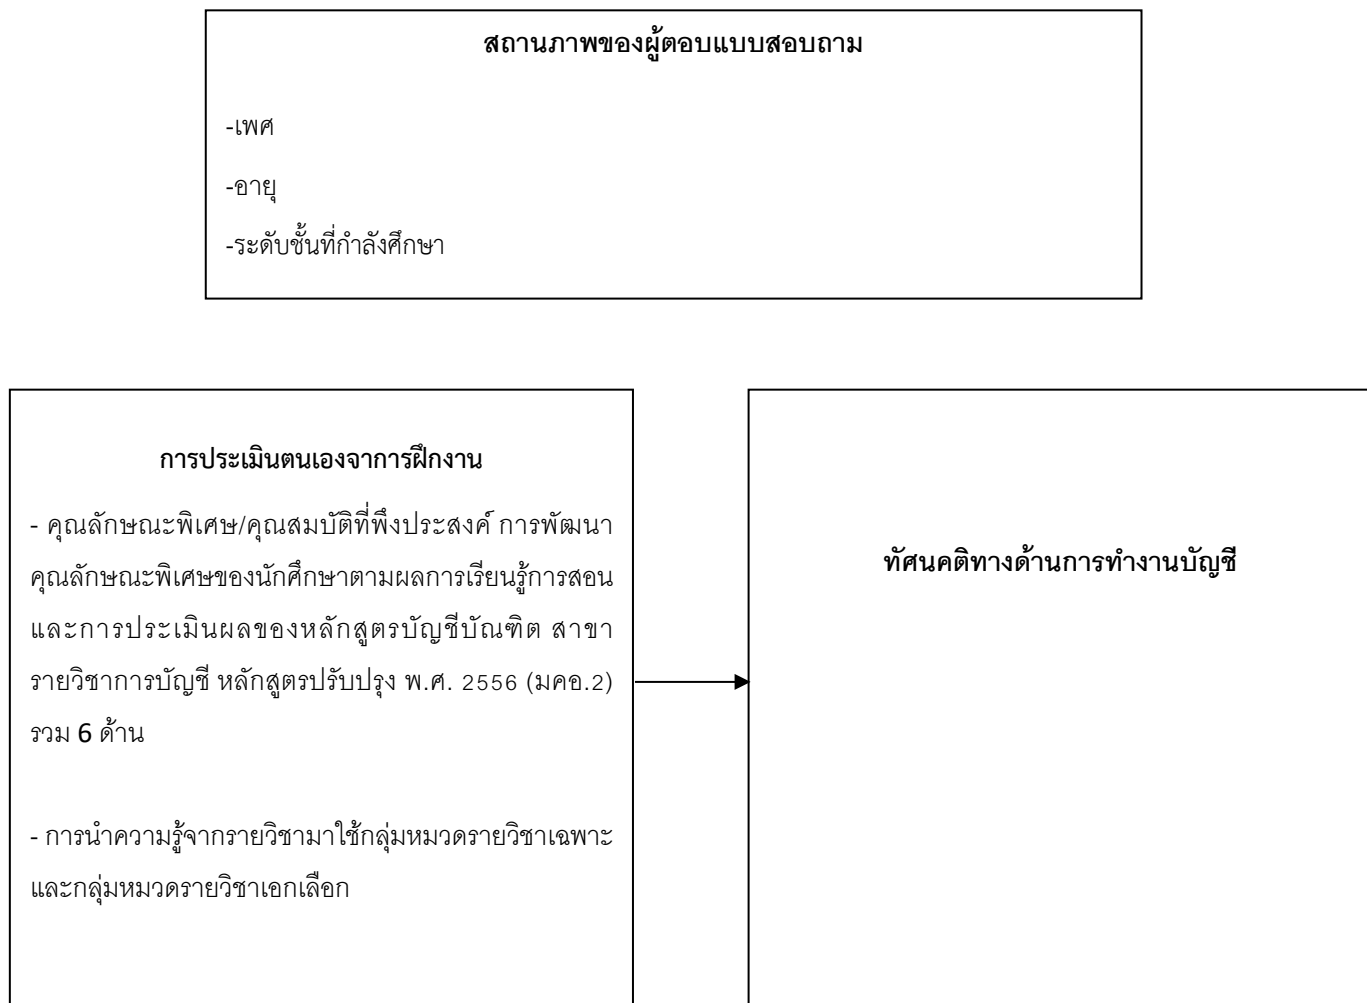 สถานภาพของผู้ตอบแบบสอบถาม
-เพศ
-อายุ
-ระดับชั้นที่กำลังศึกษา
การประเมินตนเองจาการฝึกงาน
- คุณลักษณะพิเศษ/คุณสมบัติที่พึงประสงค์ การพัฒนา
คุณลักษณะพิเศษของนักศึกษาตามผลการเรียนรู้การสอน
และการประเมินผลของหลักสูตรบัญชีบัณฑิต สาขา
รายวิชาการบัญชี หลักสูตรปรับปรุง พ.ศ. 2556 (มคอ.2)
รวม 6 ด้าน
- การนำความรู้จากรายวิชามาใช้กลุ่มหมวดรายวิชาเฉพาะ
และกลุ่มหมวดรายวิชาเอกเลือก
ทัศนคติทางด้านการทำงานบัญชี